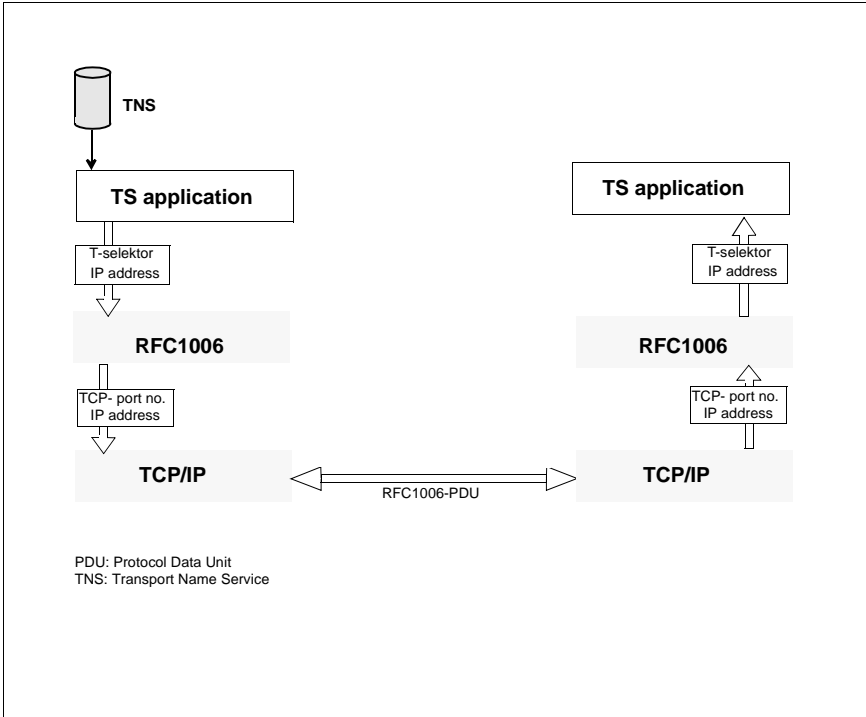 TNS
TS application
TS application
T-selektor
IP address
T-selektor
IP address
RFC1006
RFC1006
TCP- port no.
IP address
TCP- port no.
IP address
TCP/IP
TCP/IP
RFC1006-PDU
PDU: Protocol Data Unit
TNS: Transport Name Service